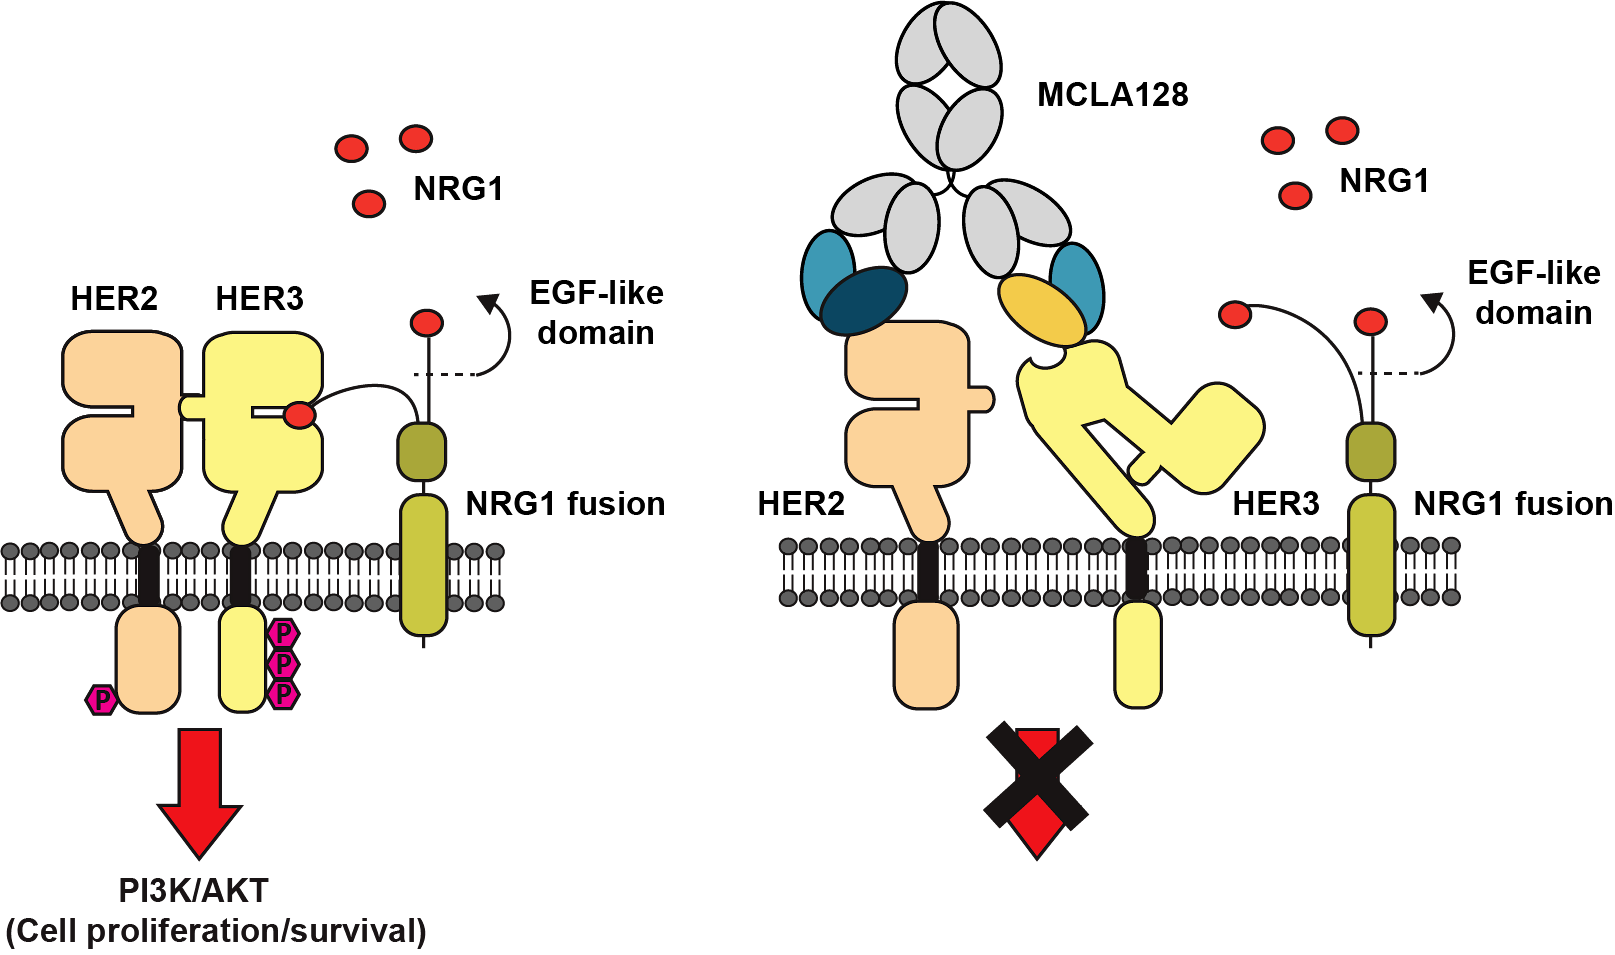 NRG1
HER2
HER3
EGF-like
domain
NRG1 fusion
P
P
P
P
PI3K/AKT
(Cell proliferation/survival)
MCLA128
NRG1
EGF-like
domain
HER2
HER3
NRG1 fusion